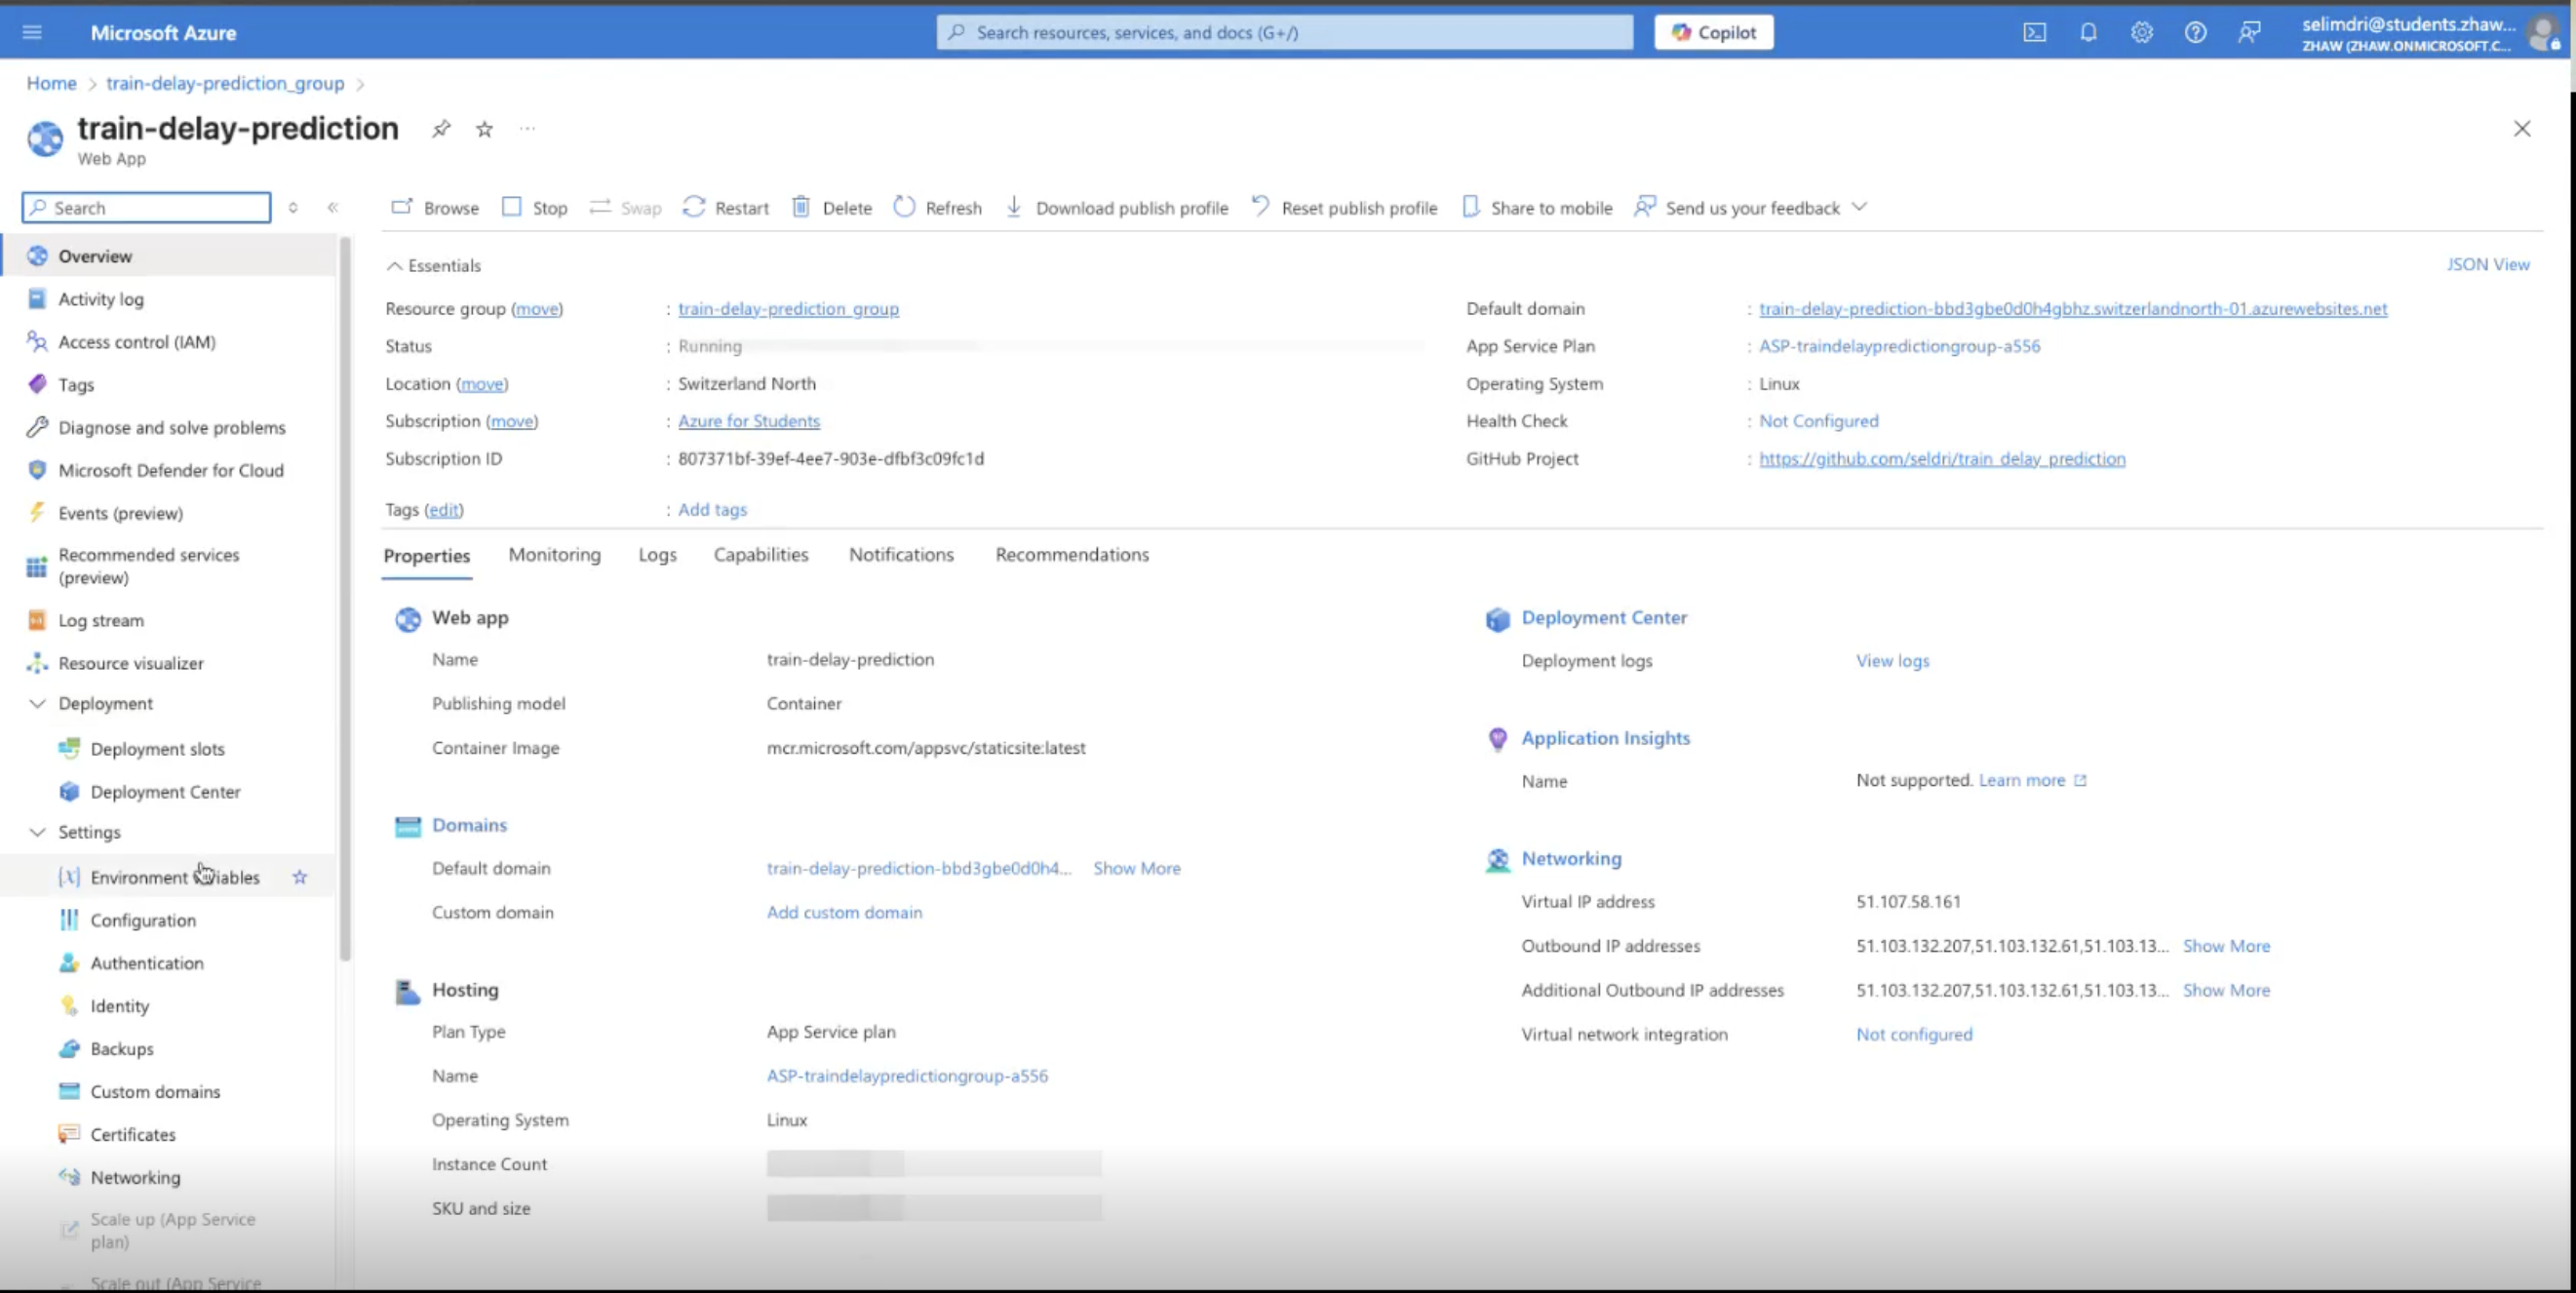 Microsoft Azure
Search resources, services, and docs (G+/)
Copilot
selimdri@students.zhaw...
ZHAW (ZHAW.ONMICROSOFT.C...
Home > train-delay-prediction_group >
train-delay-prediction
Web App
Search
Browse Stop Swap Restart Delete Refresh Download publish profile Reset publish profile Share to mobile Send us your feedback
Overview
Activity log
Access control (IAM)
Tags
Diagnose and solve problems
Microsoft Defender for Cloud
Events (preview)
Recommended services
(preview)
Log stream
Resource visualizer
Deployment
Deployment slots
Deployment Center
Settings
Environment variables
Configuration
Authentication
Identity
Backups
Custom domains
Certificates
Networking
Scale up (App Service
plan)
Scale out (App Service
Essentials
JSON View
Resource group (move) : train-delay-prediction_group
Status : Running
Location (move) : Switzerland North
Subscription (move) : Azure for Students
Subscription ID : 807371bf-39ef-4ee7-903e-dfbf3c09fc1d
Tags (edit) : Add tags
Default domain : train-delay-prediction-bbd3gbe0d0h4gbhz.switzerlandnorth-01.azurewebsites.net
App Service Plan : ASP-traindelaypredictiongroup-a556
Operating System : Linux
Health Check : Not Configured
GitHub Project : https://github.com/seldri/train_delay_prediction
Properties Monitoring Logs Capabilities Notifications Recommendations
Web app
Name train-delay-prediction
Publishing model Container
Container Image mcr.microsoft.com/appsvc/staticsite:latest
Domains
Default domain train-delay-prediction-bbd3gbe0d0h4... Show More
Custom domain Add custom domain
Hosting
Plan Type App Service plan
Name ASP-traindelaypredictiongroup-a556
Operating System Linux
Instance Count
SKU and size
Deployment Center
Deployment logs View logs
Application Insights
Name Not supported. Learn more
Networking
Virtual IP address 51.107.58.161
Outbound IP addresses 51.103.132.207,51.103.132.61,51.103.13... Show More
Additional Outbound IP addresses 51.103.132.207,51.103.132.61,51.103.13... Show More
Virtual network integration Not configured